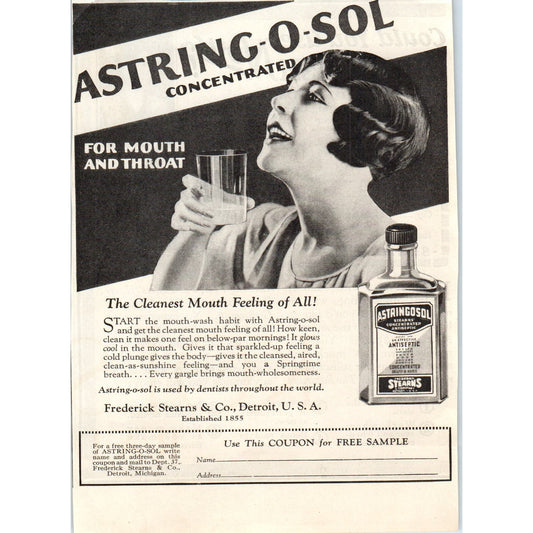 ASTRING-O-SOL
CONCENTRATED
FOR MOUTH
AND THROAT
The Cleanest Mouth Feeling of All!
START the mouth-wash habit with Astring-o-sol
and get the cleanest mouth feeling of all! How keen,
clean it makes one feel on below-par mornings! It glows
cool in the mouth. Gives it that sparkled-up feeling a
cold plunge gives the body—gives it the cleansed, aired,
clean-as-sunshine feeling—and you a Springtime
breath. . . . Every gargle brings mouth-wholesomeness.
Astring-o-sol is used by dentists throughout the world.
Frederick Stearns & Co., Detroit, U. S. A.
Established 1855
ASTRINGOSOL
STEARNS'
CONCENTRATED
ANTISEPTIC
ANTISEPTIC
CONCENTRATED
STEARNS
For a free three-day sample
of ASTRING-O-SOL write
name and address on this
coupon and mail to Dept. 37,
Frederick Stearns & Co.,
Detroit, Michigan.
Use This COUPON for FREE SAMPLE
Name
Address